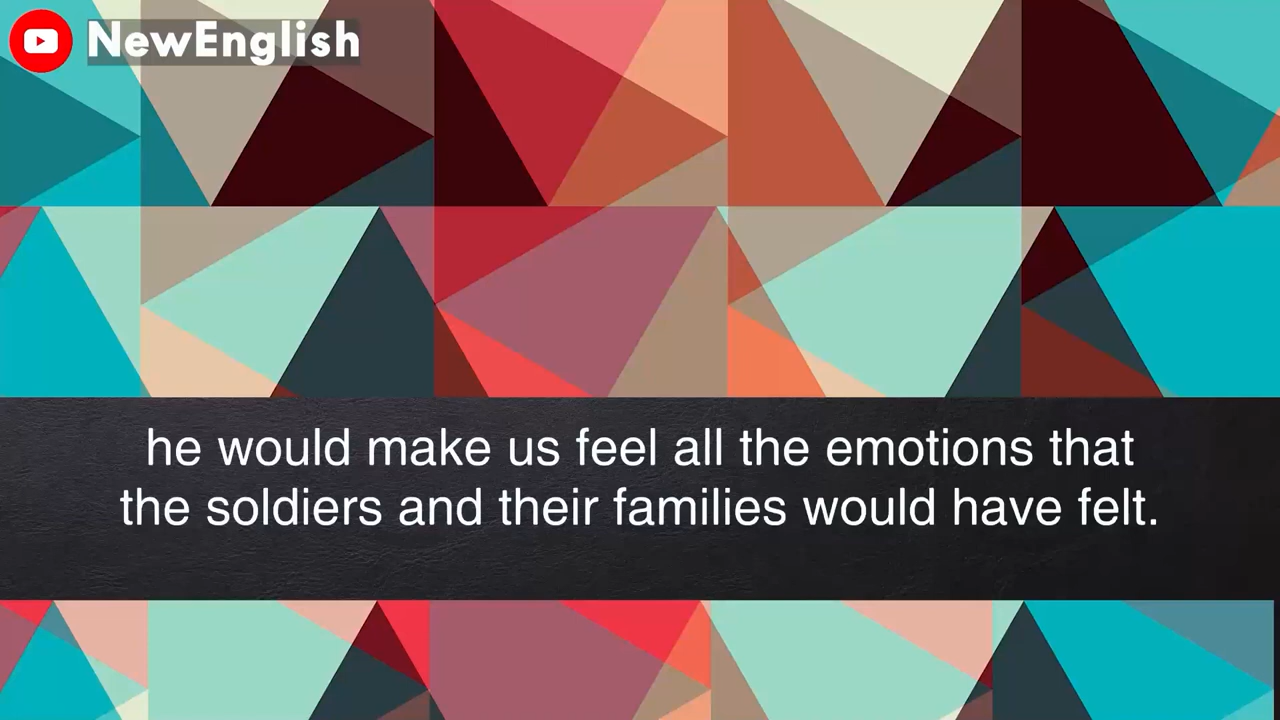 NewEnglish
he would make us feel all the emotions that
the soldiers and their families would have felt.